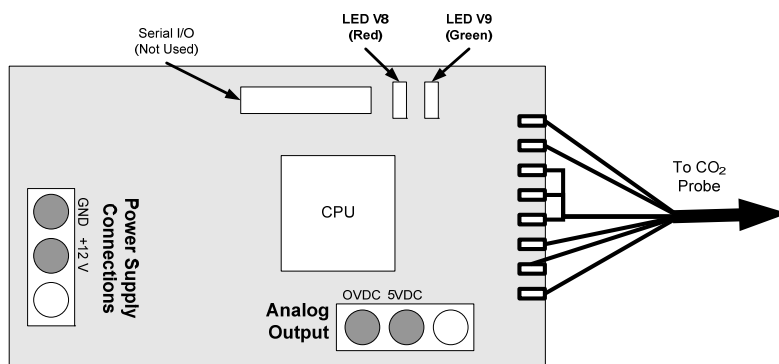 Serial I/O
(Not Used)
LED V8
(Red)
LED V9
(Green)
To CO₂
Probe
CPU
GND +12 V
Power Supply
Connections
OVDC 5VDC
Analog
Output